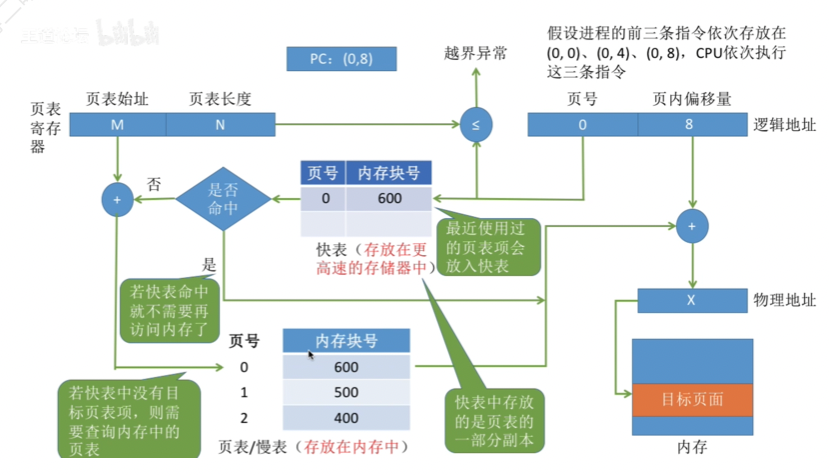 bilibili
PC：(0,8)
越界异常
假设进程的前三条指令依次存放在
(0, 0)、(0, 4)、(0, 8)，CPU依次执行
这三条指令
页表始址
页表长度
页号
页内偏移量
页表
寄存
器
M
N
≤
0
8
逻辑地址
页号
内存块号
0
600
否
是否
命中
+
+
最近使用过
的页表项会
放入快表
快表（存放在更
高速的存储器中）
是
若快表命中
就不需要再
访问内存了
X
物理地址
页号
内存块号
0
600
1
500
2
400
若快表中没有目
标页表项，则需
要查询内存中的
页表
页表/慢表（存放在内存中）
快表中存放
的是页表的
一部分副本
目标页面
内存